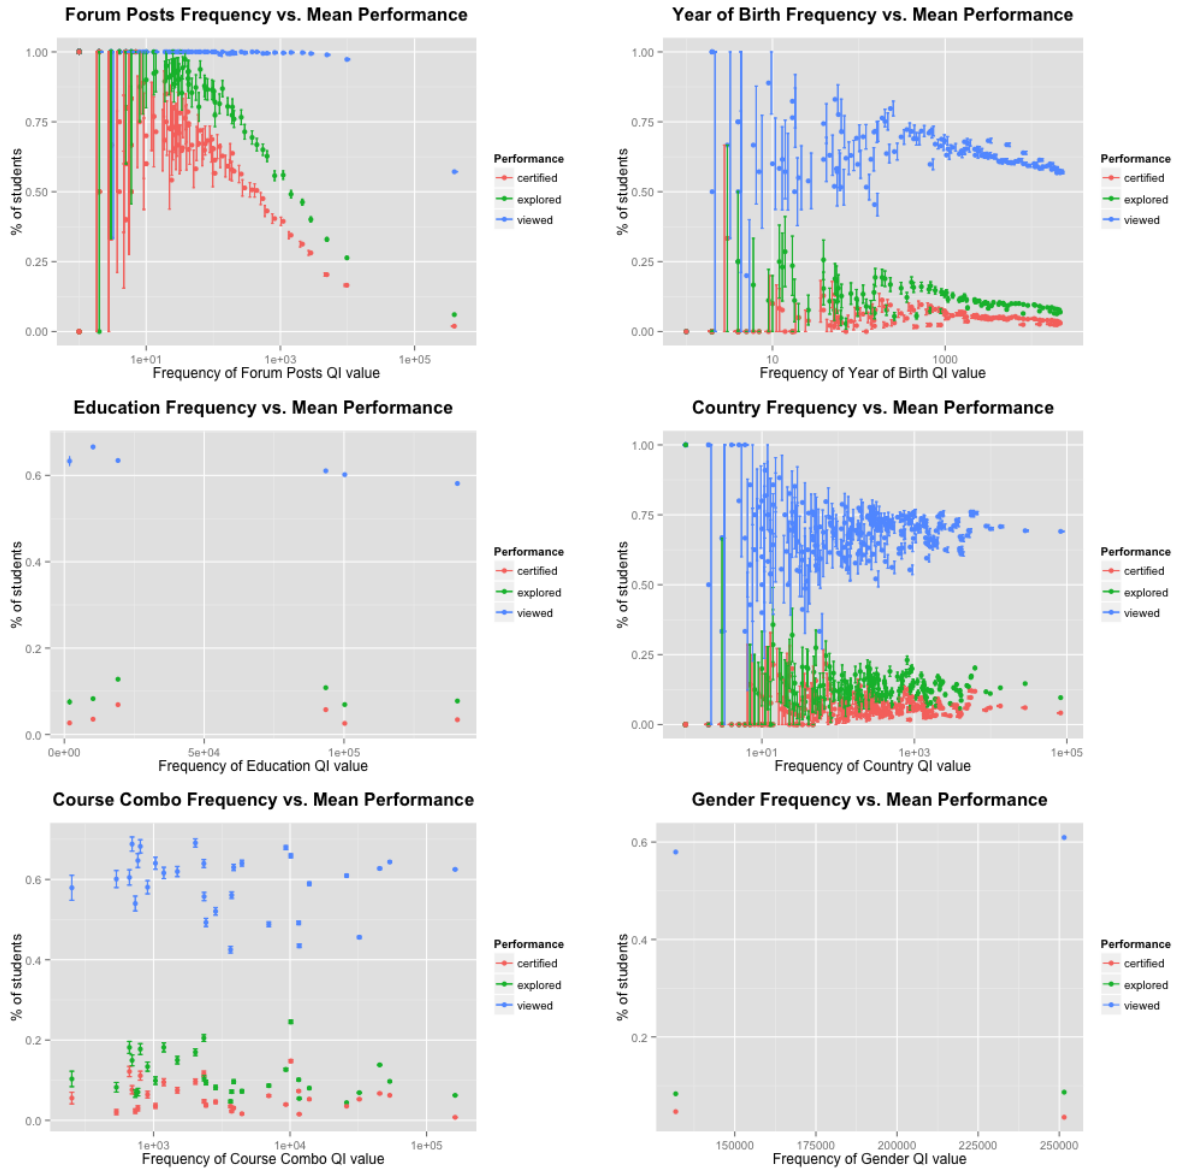 Forum Posts Frequency vs. Mean Performance
% of students
1.00
0.75
0.50
0.25
0.00
1e+01
1e+03
1e+05
Frequency of Forum Posts QI value
Performance
certified
explored
viewed
Year of Birth Frequency vs. Mean Performance
% of students
1.00
0.75
0.50
0.25
0.00
10
1000
Frequency of Year of Birth QI value
Performance
certified
explored
viewed
Education Frequency vs. Mean Performance
% of students
0.6
0.4
0.2
0.0
0e+00
5e+04
1e+05
Frequency of Education QI value
Performance
certified
explored
viewed
Country Frequency vs. Mean Performance
% of students
1.00
0.75
0.50
0.25
0.00
1e+01
1e+03
1e+05
Frequency of Country QI value
Performance
certified
explored
viewed
Course Combo Frequency vs. Mean Performance
% of students
0.6
0.4
0.2
0.0
1e+03
1e+04
1e+05
Frequency of Course Combo QI value
Performance
certified
explored
viewed
Gender Frequency vs. Mean Performance
% of students
0.6
0.4
0.2
150000
175000
200000
225000
250000
Frequency of Gender QI value
Performance
certified
explored
viewed